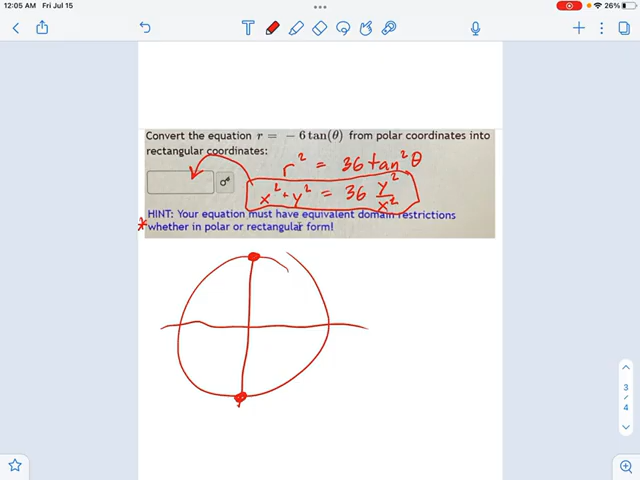 12:05 AM Fri Jul 15
26%
Convert the equation r = − 6 tan(θ) from polar coordinates into
rectangular coordinates:
r² = 36 tan² θ
x² + y² = 36 y²/x²
HINT: Your equation must have equivalent domain restrictions
* whether in polar or rectangular form!
3
/
4